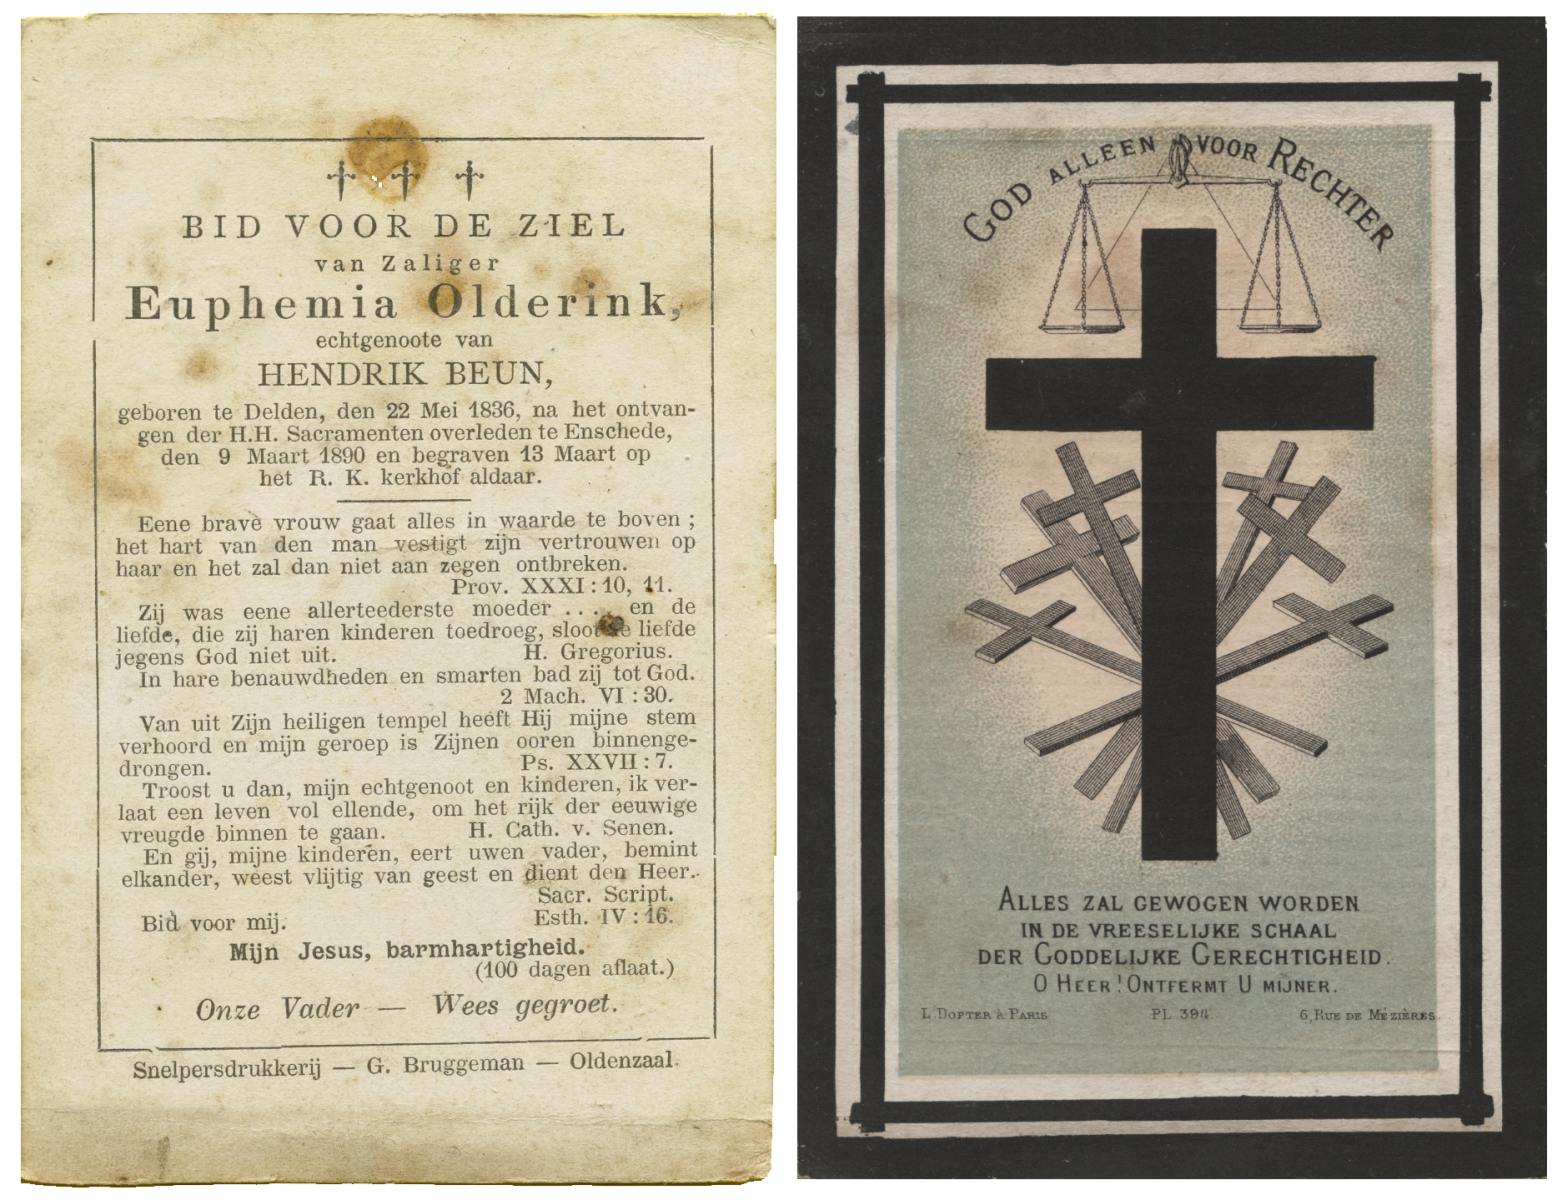 BID VOOR DE ZIEL
van Zaliger
Euphemia Olderink,
echtgenoote van
HENDRIK BEUN,
geboren te Delden, den 22 Mei 1836, na het ontvan-
gen der H.H. Sacramenten overleden te Enschede,
den 9 Maart 1890 en begraven 13 Maart op
het R. K. kerkhof aldaar.
Eene brave vrouw gaat alles in waarde te boven ;
het hart van den man vestigt zijn vertrouwen op
haar en het zal dan niet aan zegen ontbreken.
Prov. XXXI : 10, 11.
Zij was eene allerteederste moeder .... en de
liefde, die zij haren kinderen toedroeg, sloot de liefde
jegens God niet uit. H. Gregorius.
In hare benauwdheden en smarten bad zij tot God.
2 Mach. VI : 30.
Van uit Zijn heiligen tempel heeft Hij mijne stem
verhoord en mijn geroep is Zijnen ooren binnenge-
drongen. Ps. XXVII : 7.
Troost u dan, mijn echtgenoot en kinderen, ik ver-
laat een leven vol ellende, om het rijk der eeuwige
vreugde binnen te gaan. H. Cath. v. Senen.
En gij, mijne kinderen, eert uwen vader, bemint
elkander, weest vlijtig van geest en dient den Heer.
Sacr. Script.
Bid voor mij. Esth. IV : 16.
Mijn Jesus, barmhartigheid.
(100 dagen aflaat.)
Onze Vader — Wees gegroet.
Snelpersdrukkerij — G. Bruggeman — Oldenzaal.
GOD ALLEEN VOOR RECHTER
ALLES ZAL GEWOGEN WORDEN
IN DE VREESELIJKE SCHAAL
DER GODDELIJKE GERECHTIGHEID.
O HEER! ONTFERMT U MIJNER.
L. DOPTER À PARIS PL 394 6, RUE DE MÉZIÈRES